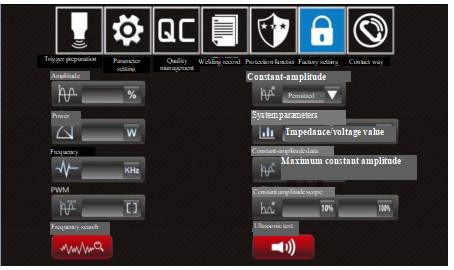 QC
Trigger preparation
Parameter
setting
Quality
management
Welding record
Protection function
Factory setting
Contact way
Amplitude
%
Constant-amplitude
Permitted
Power
W
System parameters
Impedance/voltage value
Frequency
KHz
Constant-amplitude data
Maximum constant amplitude
PWM
[ ]
Constant amplitude scope
10%
100%
Frequency search
Ultrasonic test